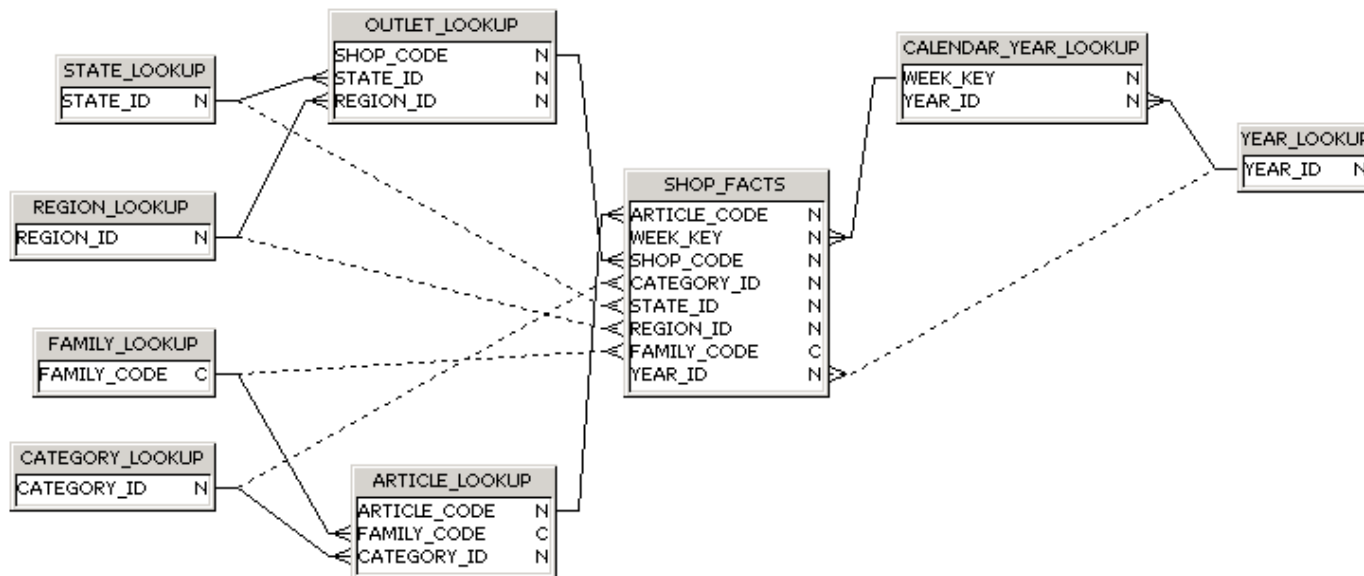 STATE_LOOKUP
STATE_ID N
REGION_LOOKUP
REGION_ID N
FAMILY_LOOKUP
FAMILY_CODE C
CATEGORY_LOOKUP
CATEGORY_ID N
OUTLET_LOOKUP
SHOP_CODE N
STATE_ID N
REGION_ID N
ARTICLE_LOOKUP
ARTICLE_CODE N
FAMILY_CODE C
CATEGORY_ID N
SHOP_FACTS
ARTICLE_CODE N
WEEK_KEY N
SHOP_CODE N
CATEGORY_ID N
STATE_ID N
REGION_ID N
FAMILY_CODE C
YEAR_ID N
CALENDAR_YEAR_LOOKUP
WEEK_KEY N
YEAR_ID N
YEAR_LOOKUP
YEAR_ID N